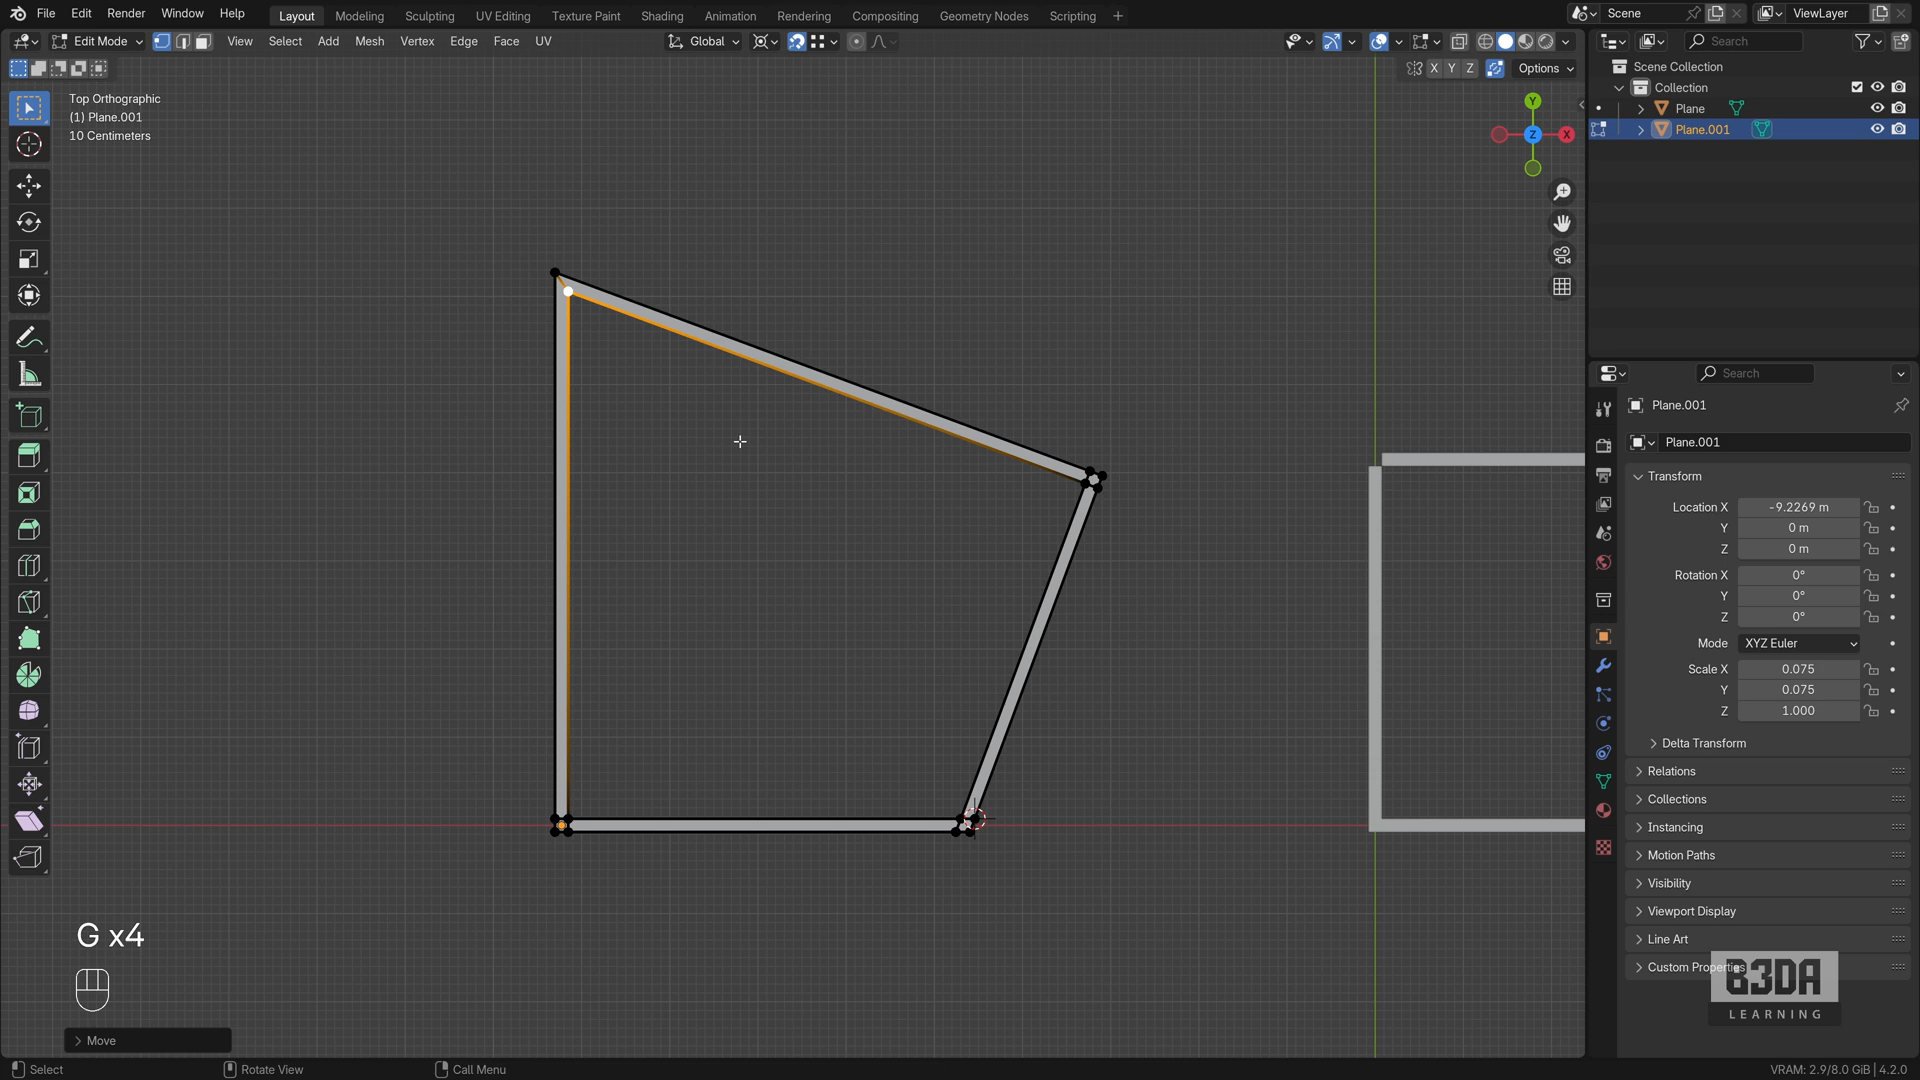 File Edit Render Window Help Layout Modeling Sculpting UV Editing Texture Paint Shading Animation Rendering Compositing Geometry Nodes Scripting + Scene ViewLayer
Edit Mode View Select Add Mesh Vertex Edge Face UV Global Search
X Y Z Options
Top Orthographic
(1) Plane.001
10 Centimeters
Y
Z
X
Scene Collection
Collection
Plane
Plane.001
Search
Plane.001
Plane.001
Transform
Location X -9.2269 m
Y 0 m
Z 0 m
Rotation X 0°
Y 0°
Z 0°
Mode XYZ Euler
Scale X 0.075
Y 0.075
Z 1.000
Delta Transform
Relations
Collections
Instancing
Motion Paths
Visibility
Viewport Display
Line Art
Custom Properties
B3DA
LEARNING
G x4
Move
Select Rotate View Call Menu VRAM: 2.9/8.0 GiB | 4.2.0